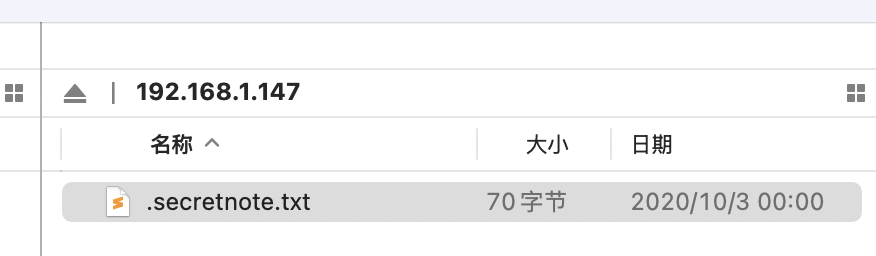 192.168.1.147
名称 大小 日期
.secretnote.txt 70 字节 2020/10/3 00:00